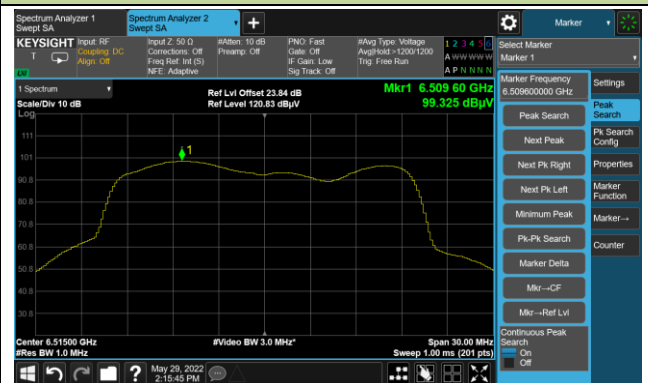 Spectrum Analyzer 1
Swept SA
Spectrum Analyzer 2
Swept SA
+
Marker
KEYSIGHT
T
LXI
Input: RF
Coupling: DC
Align: Off
Input Z: 50 Ω
Corrections: Off
Freq Ref: Int (S)
NFE: Adaptive
#Atten: 10 dB
Preamp: Off
PNO: Fast
Gate: Off
IF Gain: Low
Sig Track: Off
#Avg Type: Voltage
Avg|Hold:>1200/1200
Trig: Free Run
1 2 3 4 5 6
A W W W W W
A P N N N N
Select Marker
Marker 1
1 Spectrum
Scale/Div 10 dB
Log
Ref Lvl Offset 23.84 dB
Ref Level 120.83 dBµV
Mkr1 6.509 60 GHz
99.325 dBµV
111
101
90.8
80.8
70.8
60.8
50.8
40.8
30.8
1
Center 6.51500 GHz
#Res BW 1.0 MHz
#Video BW 3.0 MHz*
Span 30.00 MHz
Sweep 1.00 ms (201 pts)
Marker Frequency
6.509600000 GHz
Peak Search
Next Peak
Next Pk Right
Next Pk Left
Minimum Peak
Pk-Pk Search
Marker Delta
Mkr→CF
Mkr→Ref Lvl
Continuous Peak
Search
On
Off
Settings
Peak
Search
Pk Search
Config
Properties
Marker
Function
Marker→
Counter
?
May 29, 2022
2:15:45 PM